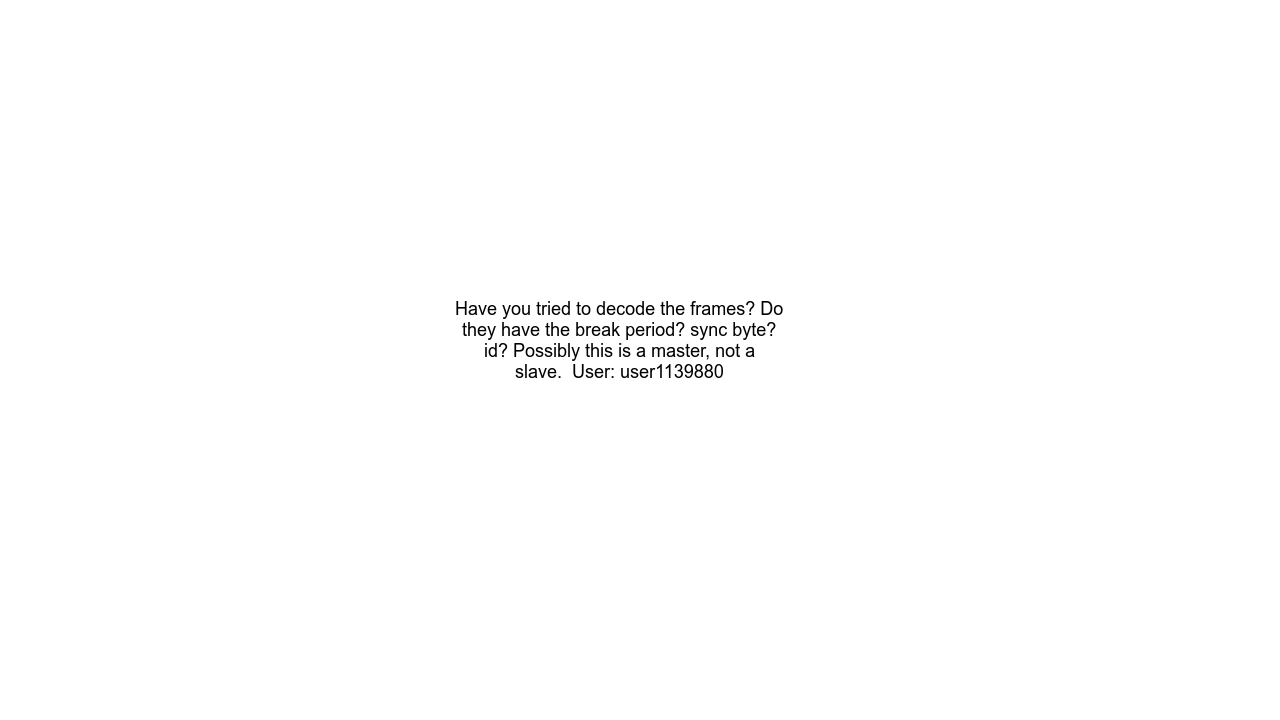 Have you tried to decode the frames? Do
they have the break period? sync byte?
id? Possibly this is a master, not a
slave.  User: user1139880